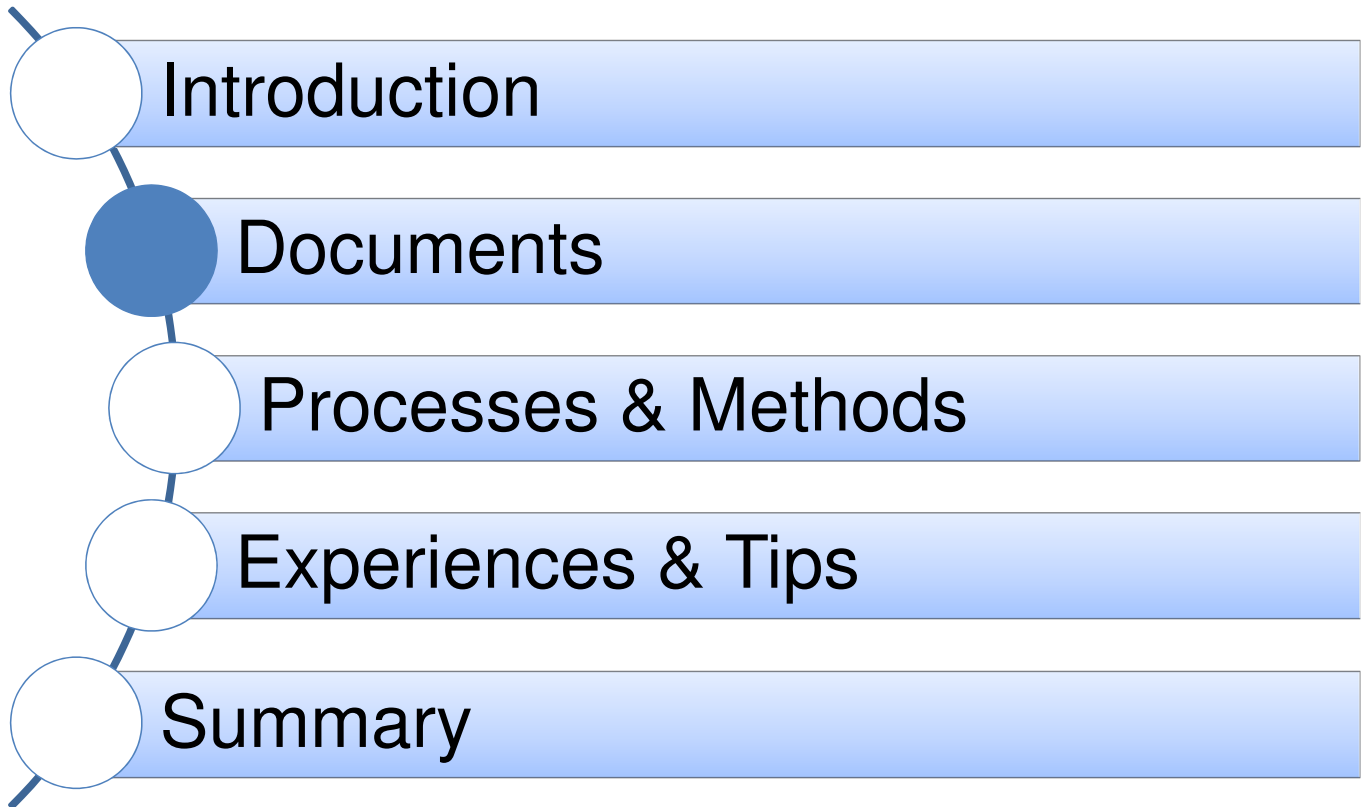 Introduction
Documents
Processes & Methods
Experiences & Tips
Summary